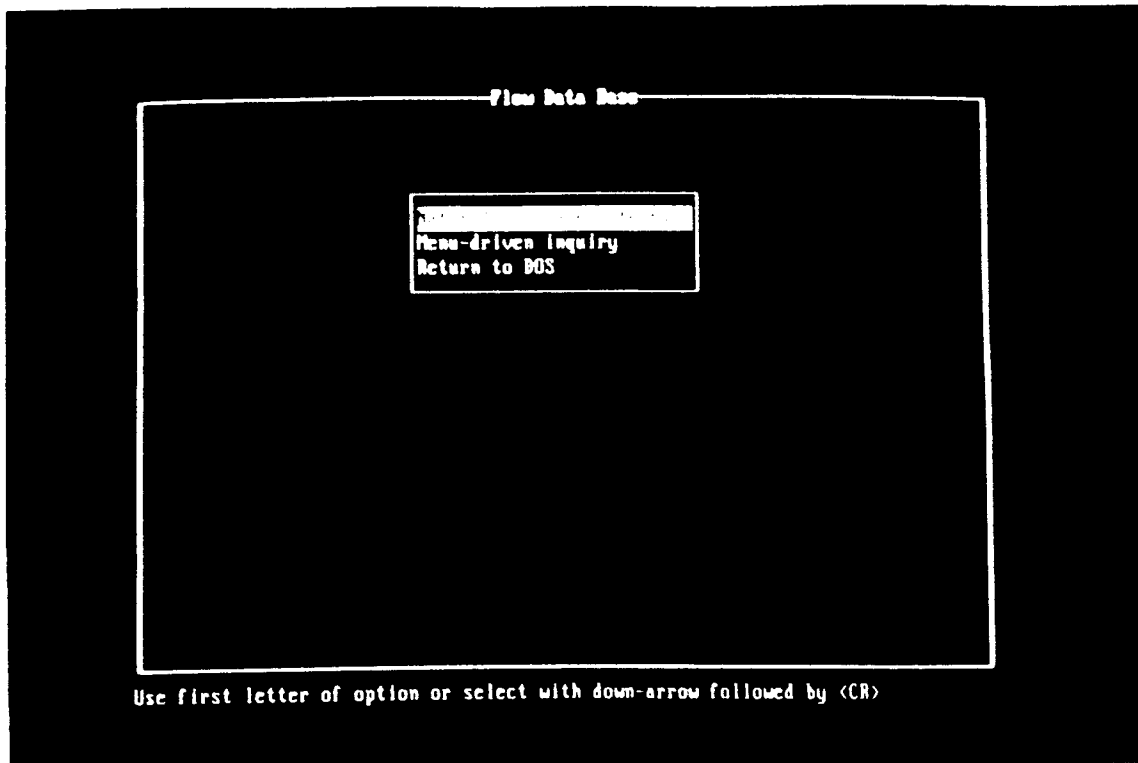 Flow Data Base
Menu-driven inquiry
Return to DOS
Use first letter of option or select with down-arrow followed by <CR>